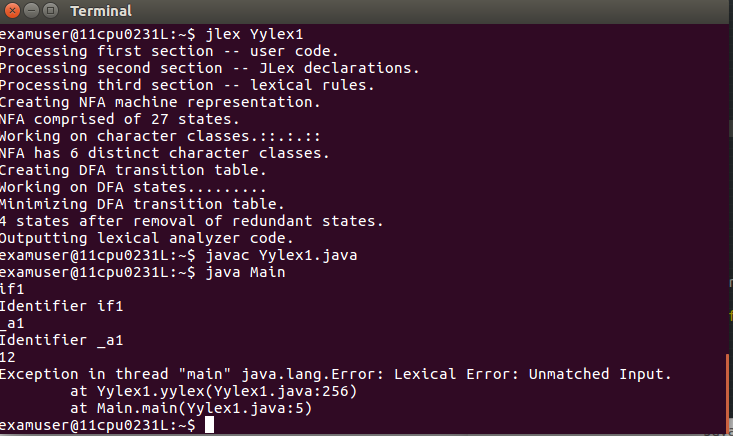 Terminal
examuser@11cpu0231L:~$ jlex Yylex1
Processing first section -- user code.
Processing second section -- JLex declarations.
Processing third section -- lexical rules.
Creating NFA machine representation.
NFA comprised of 27 states.
Working on character classes.::.:.::
NFA has 6 distinct character classes.
Creating DFA transition table.
Working on DFA states.........
Minimizing DFA transition table.
4 states after removal of redundant states.
Outputting lexical analyzer code.
examuser@11cpu0231L:~$ javac Yylex1.java
examuser@11cpu0231L:~$ java Main
if1
Identifier if1
_a1
Identifier _a1
12
Exception in thread "main" java.lang.Error: Lexical Error: Unmatched Input.
        at Yylex1.yylex(Yylex1.java:256)
        at Main.main(Yylex1.java:5)
examuser@11cpu0231L:~$